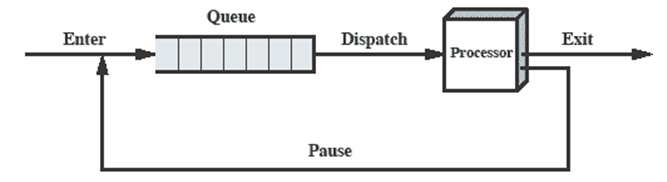 Queue
Enter
Dispatch
Processor
Exit
Pause